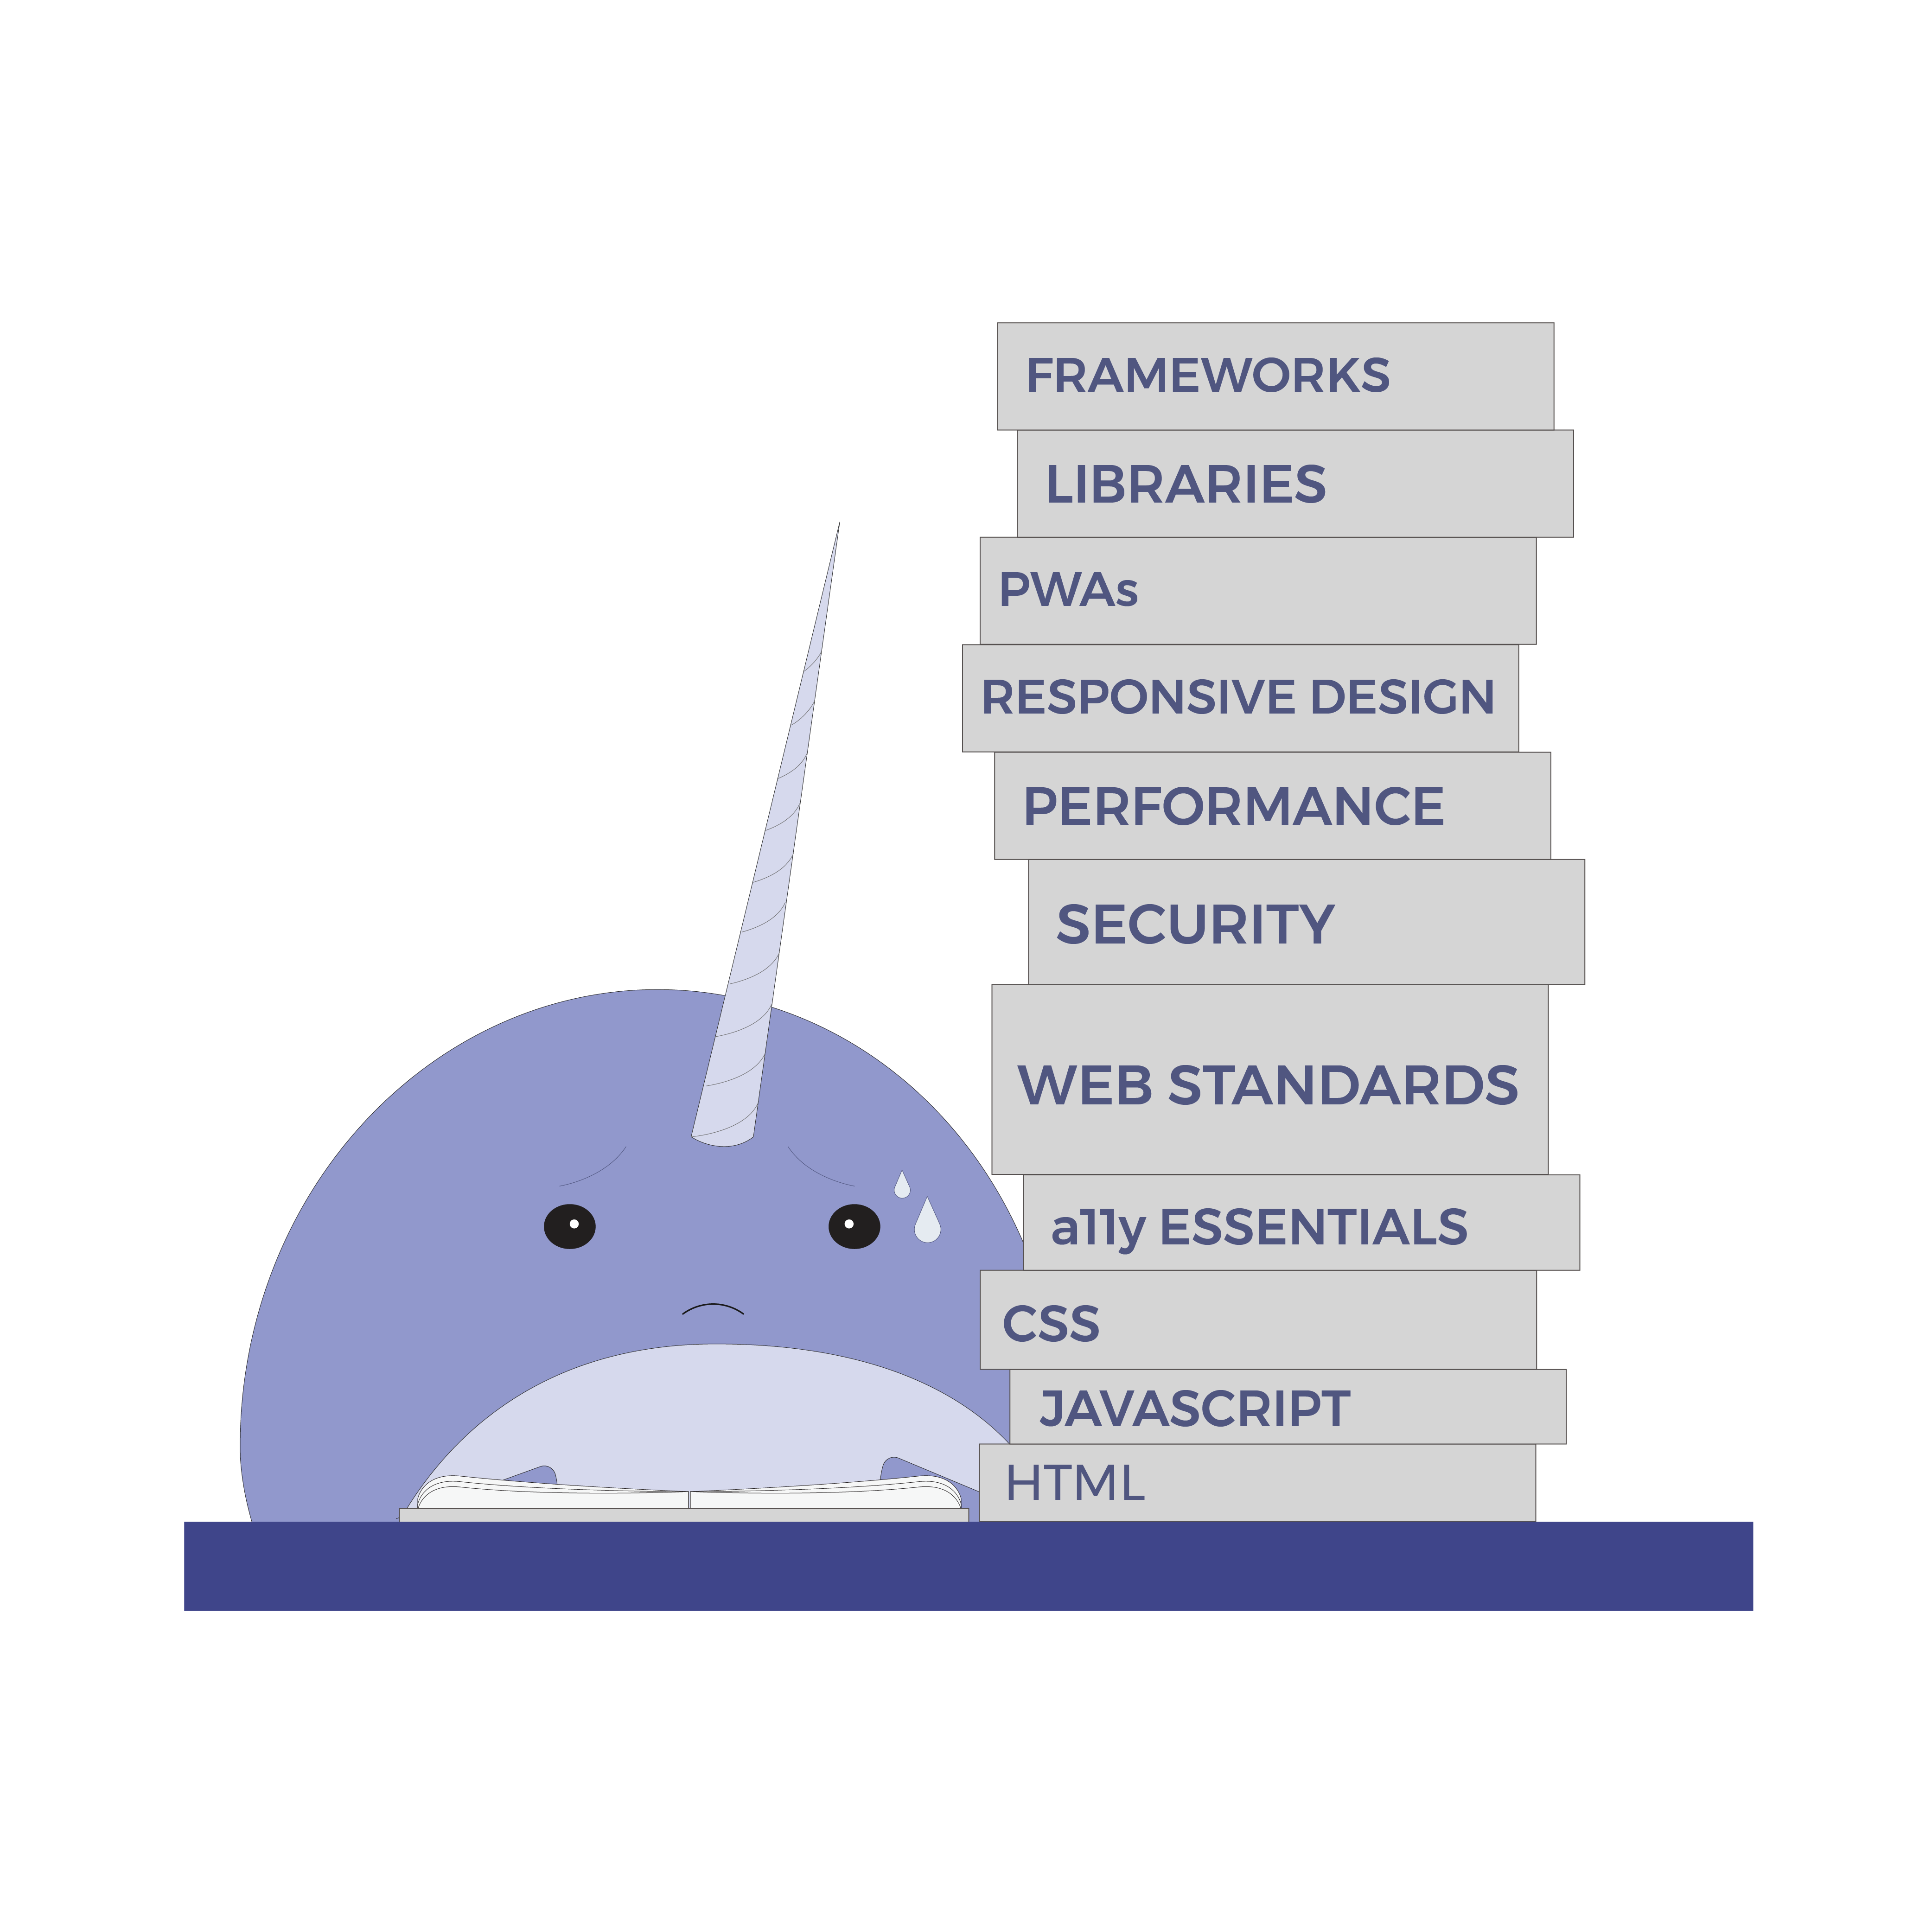 FRAMEWORKS
LIBRARIES
PWAs
RESPONSIVE DESIGN
PERFORMANCE
SECURITY
WEB STANDARDS
a11y ESSENTIALS
CSS
JAVASCRIPT
HTML